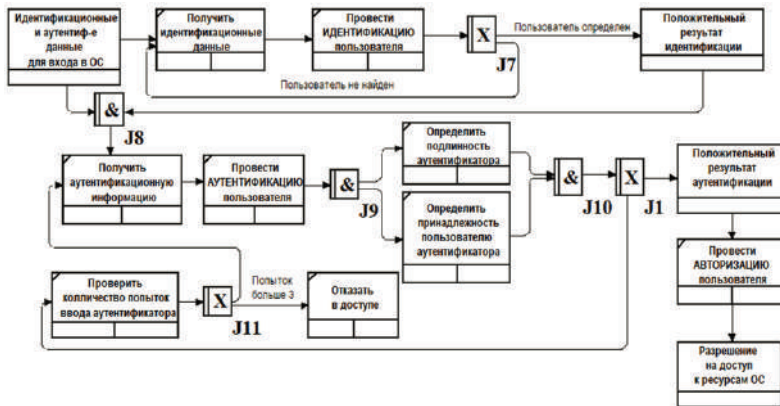 Идентификационные
и аутентиф-е
данные
для входа в ОС
Получить
идентификационные
данные
Провести
ИДЕНТИФИКАЦИЮ
пользователя
X
J7
Пользователь определен
Положительный
результат
идентификации
Пользователь не найден
&
J8
Получить
аутентификационную
информацию
Провести
АУТЕНТИФИКАЦИЮ
пользователя
&
J9
Определить
подлинность
аутентификатора
Определить
принадлежность
пользователю
аутентификатора
&
J10
X
J1
Положительный
результат
аутентификации
Проверить
колличество попыток
ввода аутентификатора
X
J11
Попыток
больше 3
Отказать
в доступе
Провести
АВТОРИЗАЦИЮ
пользователя
Разрешение
на доступ
к ресурсам ОС